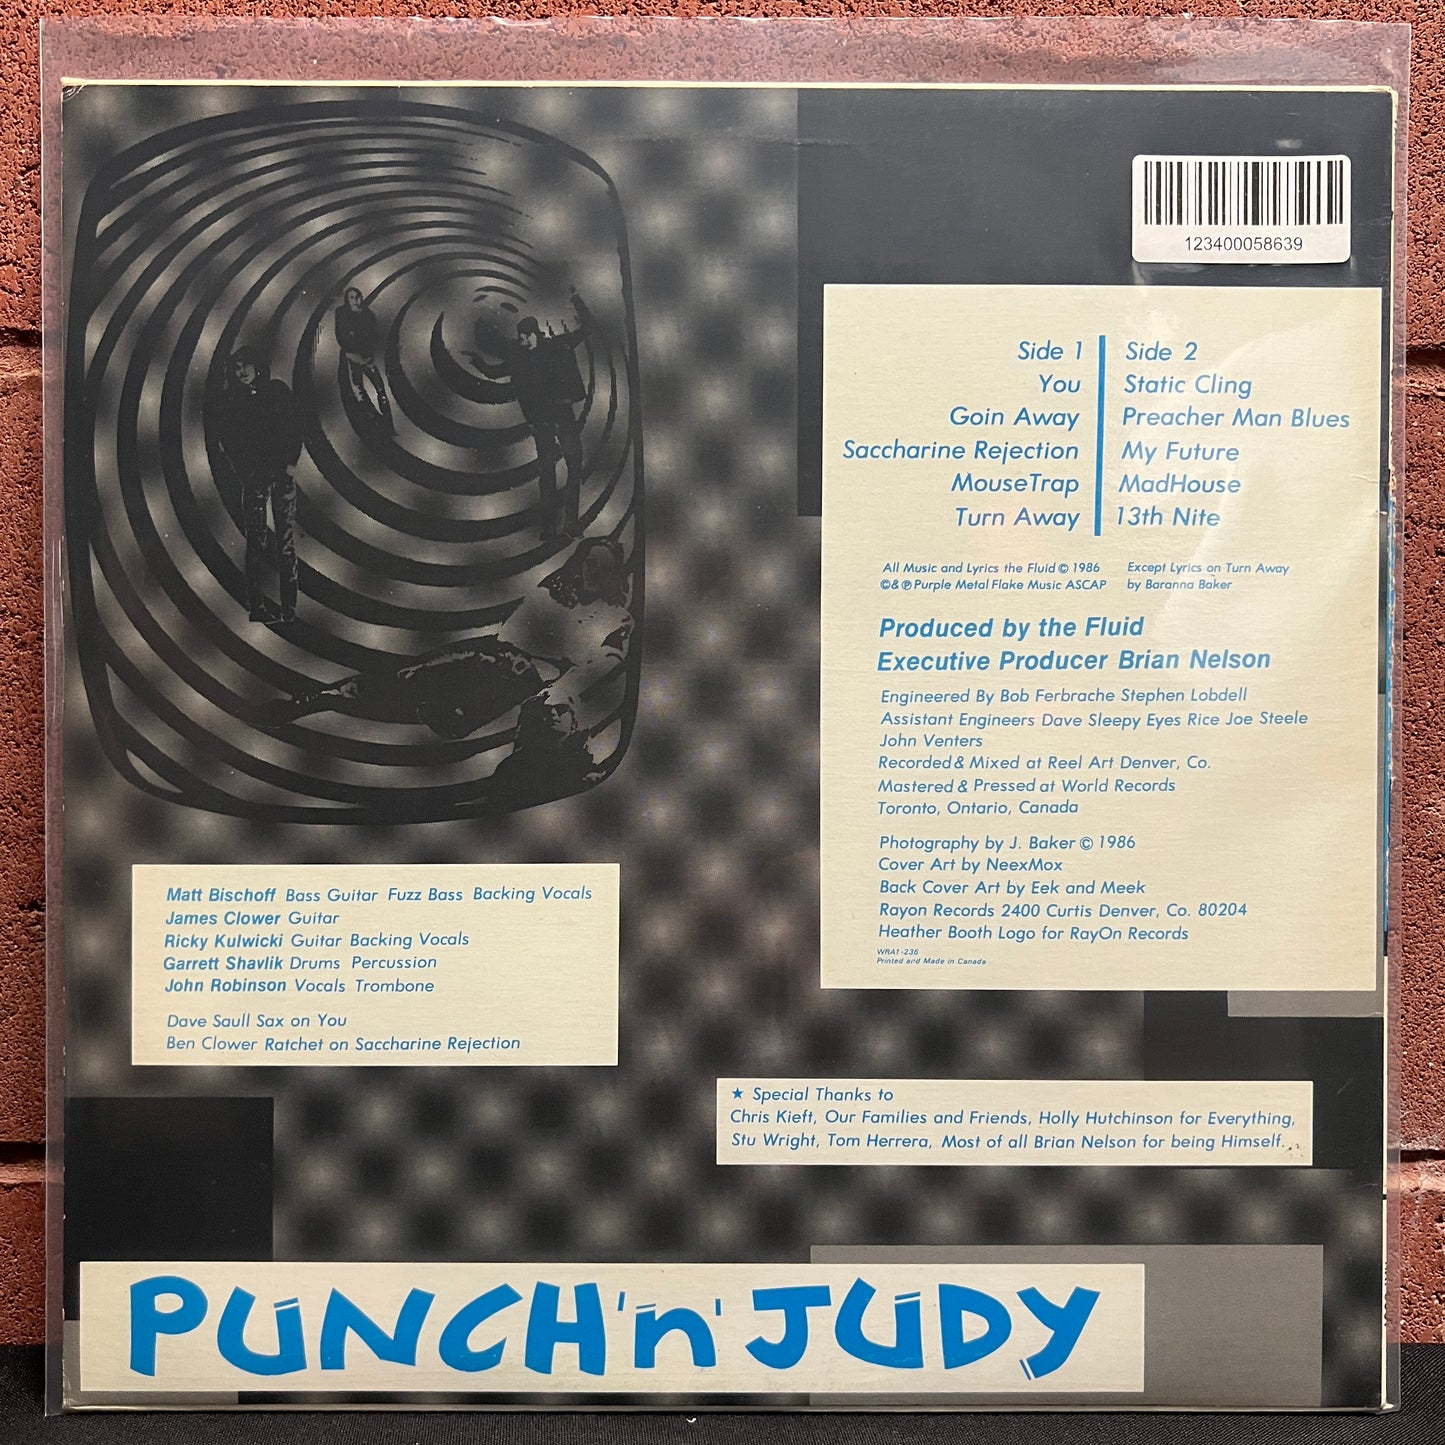 123400058639
Side 1
You
Goin Away
Saccharine Rejection
MouseTrap
Turn Away
Side 2
Static Cling
Preacher Man Blues
My Future
MadHouse
13th Nite
All Music and Lyrics the Fluid © 1986
©&℗ Purple Metal Flake Music ASCAP
Except Lyrics on Turn Away
by Baranna Baker
Produced by the Fluid
Executive Producer Brian Nelson
Engineered By Bob Ferbrache Stephen Lobdell
Assistant Engineers Dave Sleepy Eyes Rice Joe Steele
John Venters
Recorded & Mixed at Reel Art Denver, Co.
Mastered & Pressed at World Records
Toronto, Ontario, Canada
Photography by J. Baker © 1986
Cover Art by NeexMox
Back Cover Art by Eek and Meek
Rayon Records 2400 Curtis Denver, Co. 80204
Heather Booth Logo for RayOn Records
WRA1-236
Printed and Made in Canada
Matt Bischoff Bass Guitar Fuzz Bass Backing Vocals
James Clower Guitar
Ricky Kulwicki Guitar Backing Vocals
Garrett Shavlik Drums Percussion
John Robinson Vocals Trombone
Dave Saull Sax on You
Ben Clower Ratchet on Saccharine Rejection
★ Special Thanks to
Chris Kieft, Our Families and Friends, Holly Hutchinson for Everything,
Stu Wright, Tom Herrera, Most of all Brian Nelson for being Himself.
PUNCH 'n' JUDY